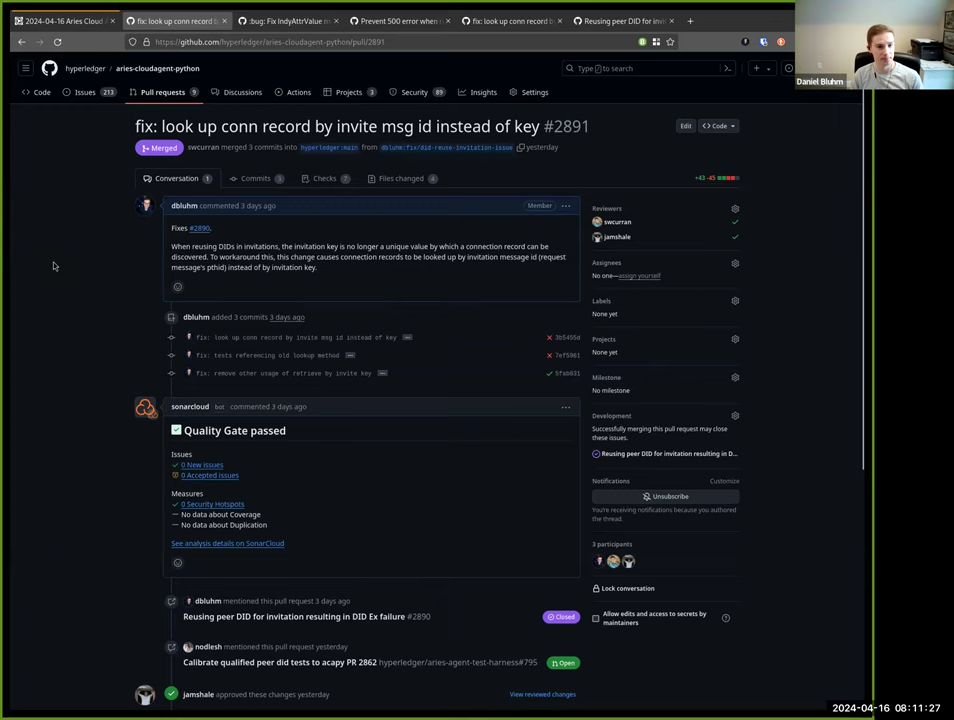 2024-04-16 Aries Cloud A
fix: look up conn record b
:bug: Fix IndyAttrValue m
Prevent 500 error when r
fix: look up conn record b
Reusing peer DID for invit
https://github.com/hyperledger/aries-cloudagent-python/pull/2891
hyperledger / aries-cloudagent-python
Type / to search
Daniel Bluhm
Code
Issues 213
Pull requests 9
Discussions
Actions
Projects 3
Security 89
Insights
Settings
fix: look up conn record by invite msg id instead of key #2891
Edit
Code
Merged
swcurran merged 3 commits into hyperledger:main from dbluhm:fix/did-reuse-invitation-issue yesterday
Conversation 1
Commits 3
Checks 7
Files changed 4
+43 -45
dbluhm commented 3 days ago
Member
Fixes #2890.
When reusing DIDs in invitations, the invitation key is no longer a unique value by which a connection record can be
discovered. To workaround this, this change causes connection records to be looked up by invitation message id (request
message's pthid) instead of by invitation key.
dbluhm added 3 commits 3 days ago
fix: look up conn record by invite msg id instead of key
3b5455d
fix: tests referencing old lookup method
7ef5961
fix: remove other usage of retrieve by invite key
5fab031
sonarcloud bot commented 3 days ago
Quality Gate passed
Issues
0 New issues
0 Accepted issues
Measures
0 Security Hotspots
No data about Coverage
No data about Duplication
See analysis details on SonarCloud
dbluhm mentioned this pull request 3 days ago
Reusing peer DID for invitation resulting in DID Ex failure #2890
Closed
nodlesh mentioned this pull request yesterday
Calibrate qualified peer did tests to acapy PR 2862 hyperledger/aries-agent-test-harness#795
Open
jamshale approved these changes yesterday
View reviewed changes
Reviewers
swcurran
jamshale
Assignees
No one—assign yourself
Labels
None yet
Projects
None yet
Milestone
No milestone
Development
Successfully merging this pull request may close
these issues.
Reusing peer DID for invitation resulting in D...
Notifications
Customize
Unsubscribe
You're receiving notifications because you authored
the thread.
3 participants
Lock conversation
Allow edits and access to secrets by
maintainers
2024-04-16 08:11:27